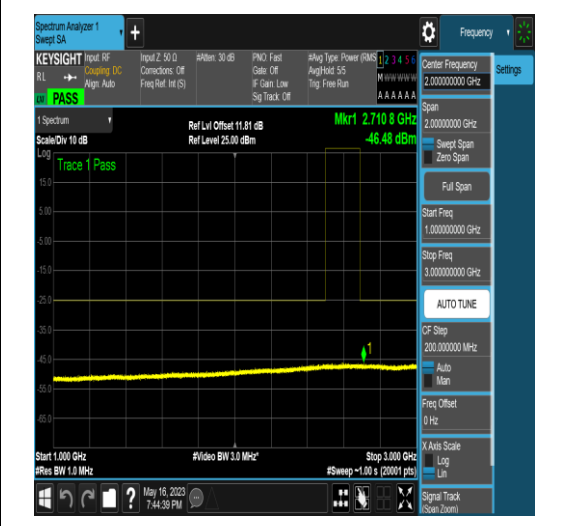 Spectrum Analyzer 1
Swept SA
+
Frequency
KEYSIGHT
Input: RF
Coupling: DC
Align: Auto
Input Z: 50 Ω
Corrections: Off
Freq Ref: Int (S)
#Atten: 30 dB
PNO: Fast
Gate: Off
IF Gain: Low
Sig Track: Off
#Avg Type: Power (RMS
Avg|Hold: 5/5
Trig: Free Run
1 2 3 4 5 6
M w w w w w
A A A A A A
RL
PASS
Center Frequency
2.000000000 GHz
Settings
Span
2.00000000 GHz
Swept Span
Zero Span
Full Span
Start Freq
1.000000000 GHz
Stop Freq
3.000000000 GHz
AUTO TUNE
CF Step
200.000000 MHz
Auto
Man
Freq Offset
0 Hz
X Axis Scale
Log
Lin
Signal Track
(Span Zoom)
1 Spectrum
Scale/Div 10 dB
Ref Lvl Offset 11.81 dB
Ref Level 25.00 dBm
Mkr1 2.710 8 GHz
-46.48 dBm
Log
Trace 1 Pass
15.0
5.00
-5.00
-15.0
-25.0
-35.0
-45.0
-55.0
-65.0
1
Start 1.000 GHz
#Res BW 1.0 MHz
#Video BW 3.0 MHz*
Stop 3.000 GHz
#Sweep ~1.00 s (20001 pts)
?
May 16, 2023
7:44:39 PM